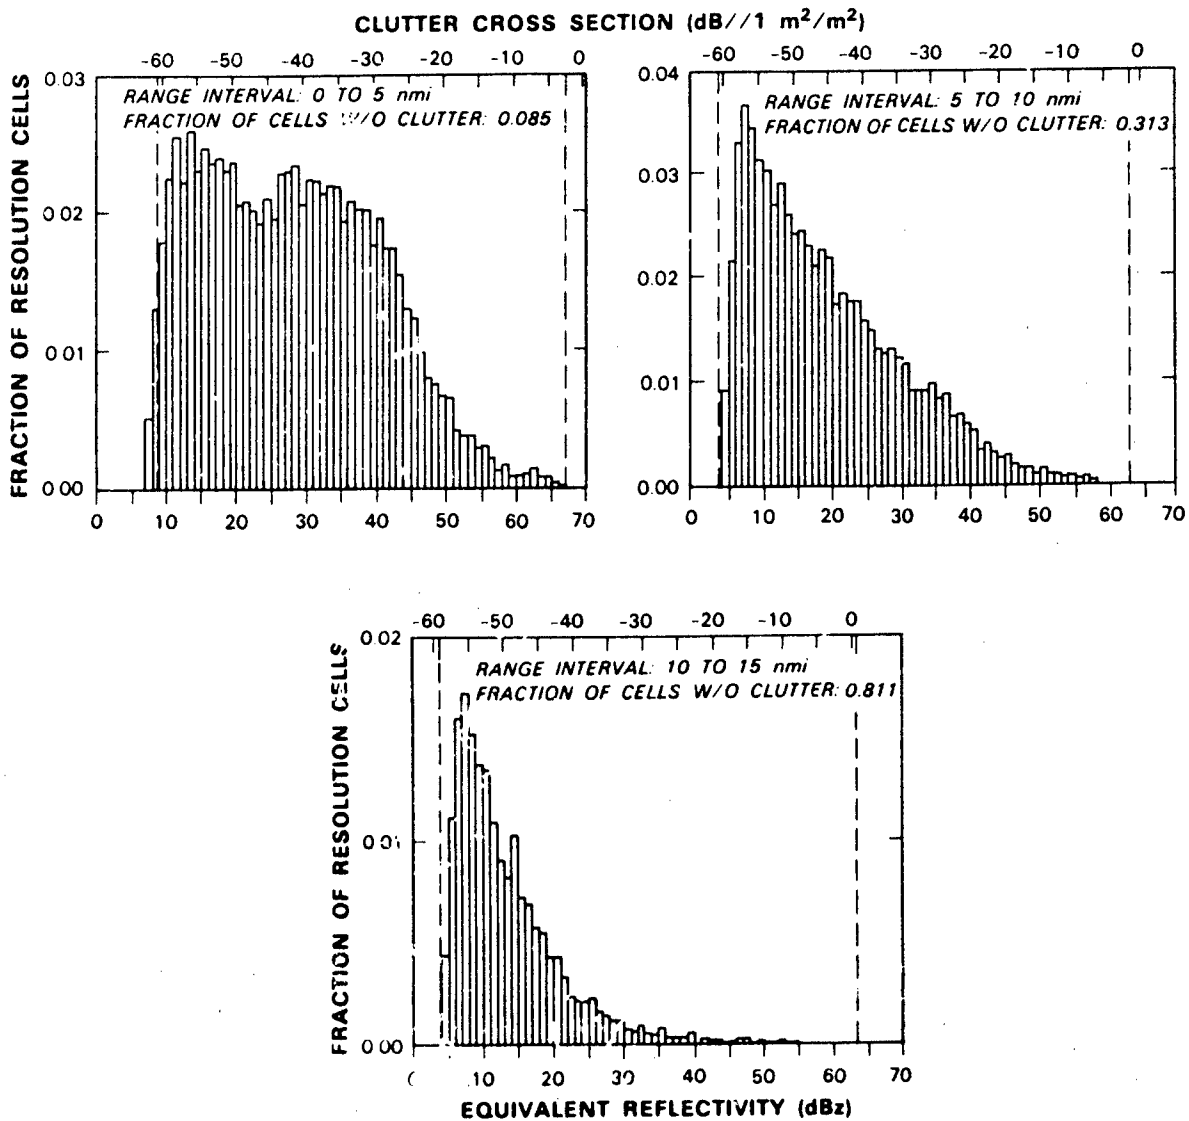 CLUTTER CROSS SECTION (dB//1 m²/m²)
-60 -50 -40 -30 -20 -10 0
0.03
RANGE INTERVAL: 0 TO 5 nmi
FRACTION OF CELLS W/O CLUTTER: 0.085
0.02
0.01
0.00
0 10 20 30 40 50 60 70
FRACTION OF RESOLUTION CELLS
-60 -50 -40 -30 -20 -10 0
0.04
RANGE INTERVAL: 5 TO 10 nmi
FRACTION OF CELLS W/O CLUTTER: 0.313
0.03
0.02
0.01
0.00
0 10 20 30 40 50 60 70
-60 -50 -40 -30 -20 -10 0
0.02
RANGE INTERVAL: 10 TO 15 nmi
FRACTION OF CELLS W/O CLUTTER: 0.811
0.01
0.00
10 20 30 40 50 60 70
FRACTION OF RESOLUTION CELLS
EQUIVALENT REFLECTIVITY (dBz)